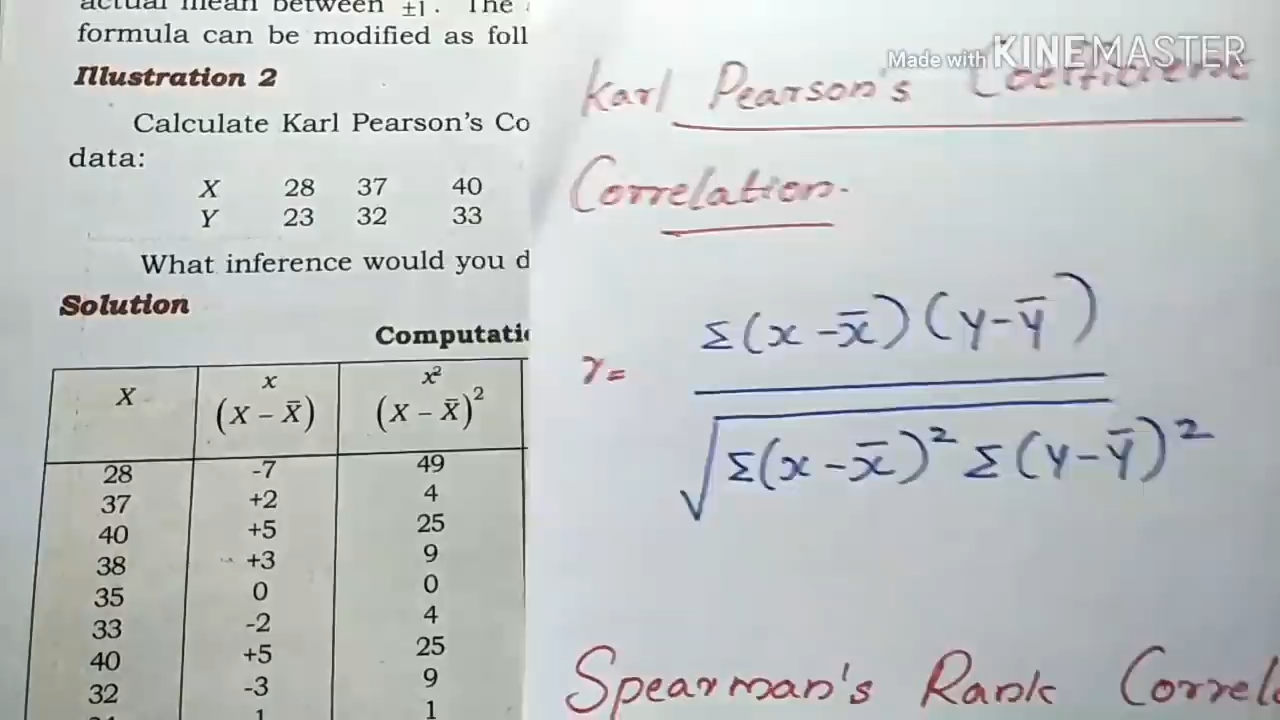 actual mean between ±1. The
formula can be modified as foll
Illustration 2
Calculate Karl Pearson's Co
data:
X 28 37 40
Y 23 32 33
What inference would you d
Solution
Computati
X x (X – X̄) x² (X – X̄)²
28 -7 49
37 +2 4
40 +5 25
38 +3 9
35 0 0
33 -2 4
40 +5 25
32 -3 9
1 1
Made with KINEMASTER
Karl Pearson's Coefficient
Correlation.
r = Σ(x - x̄)(y - ȳ)
√Σ(x - x̄)² Σ(y - ȳ)²
Spearman's Rank Correl